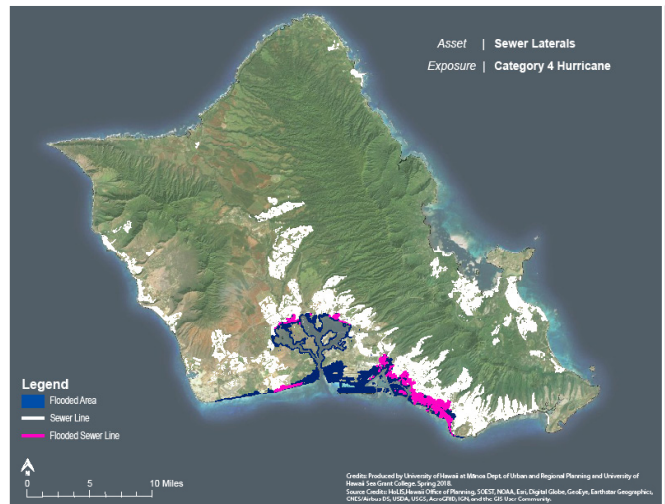 Asset | Sewer Laterals
Exposure | Category 4 Hurricane
Legend
Flooded Area
Sewer Line
Flooded Sewer Line
N
0 5 10 Miles
Credits: Produced by University of Hawaii at Mānoa Dept. of Urban and Regional Planning and University of
Hawaii Sea Grant College. Spring 2018.
Source Credits: HoLIS, Hawaii Office of Planning, SOEST, NOAA, Esri, Digital Globe, GeoEye, Earthstar Geographics,
CNES/Airbus DS, USDA, USGS, AeroGRID, IGN, and the GIS User Community.